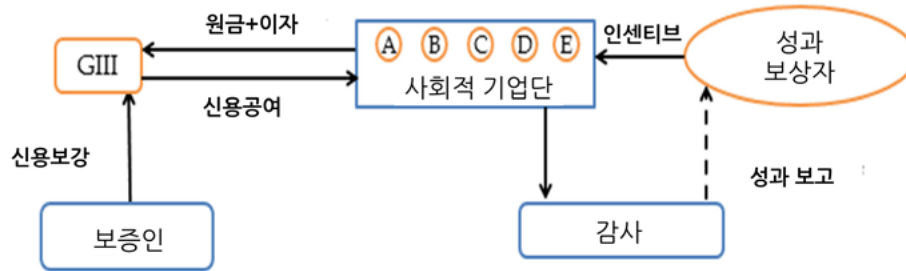 원금+이자
A B C D E
인센티브
성과
보상자
GIII
사회적 기업단
신용공여
신용보강
성과 보고
보증인
감사